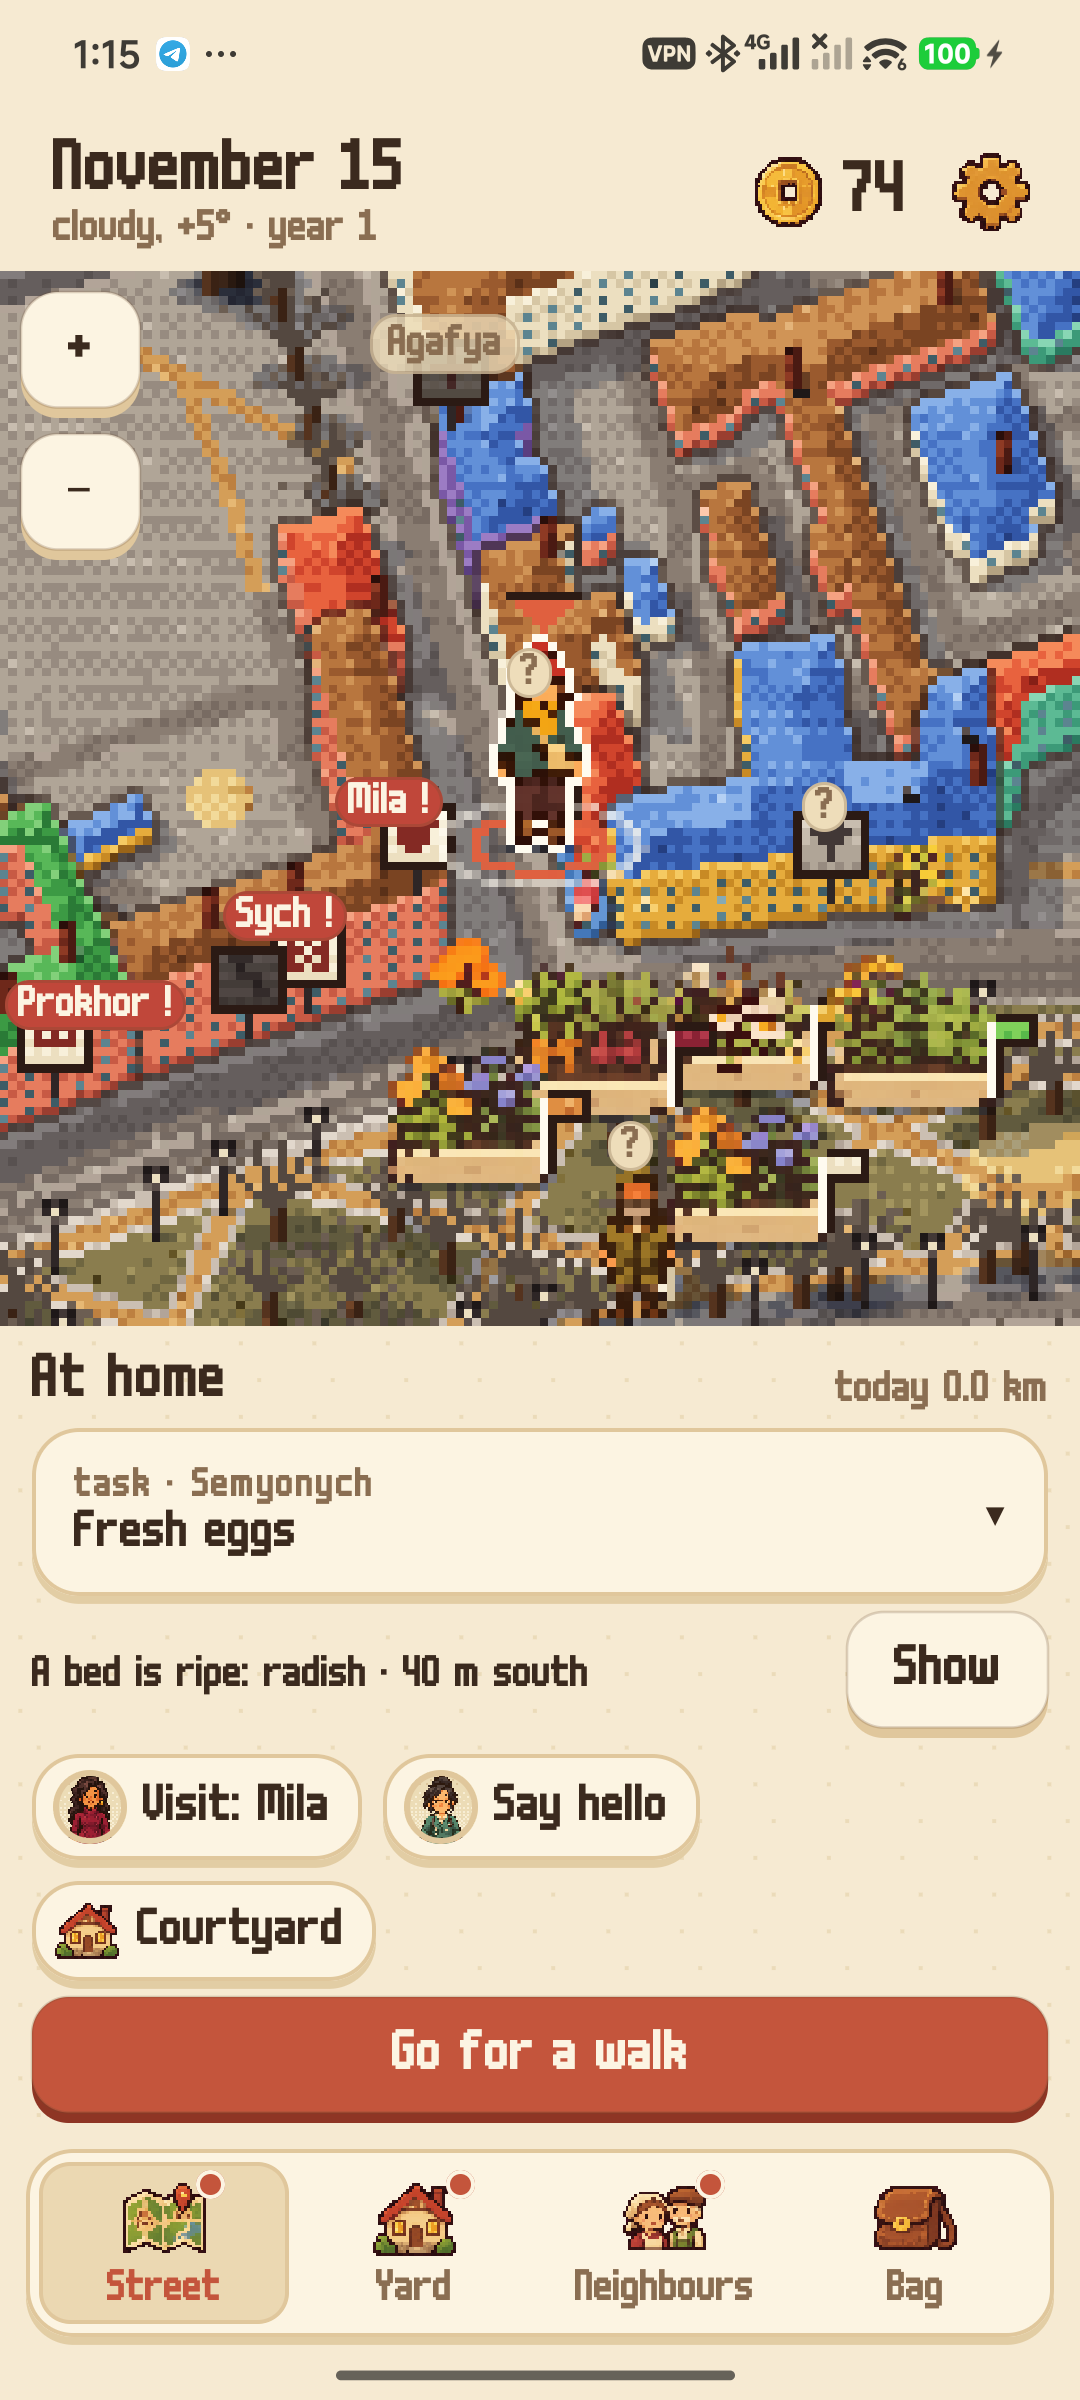 1:15
VPN 4G 6 100
November 15
74
cloudy, +5° · year 1
+
Agafya
−
?
Mila !
?
Sych !
Prokhor !
?
At home
today 0.0 km
task · Semyonych
Fresh eggs
A bed is ripe: radish · 40 m south
Show
Visit: Mila
Say hello
Courtyard
Go for a walk
Street
Yard
Neighbours
Bag